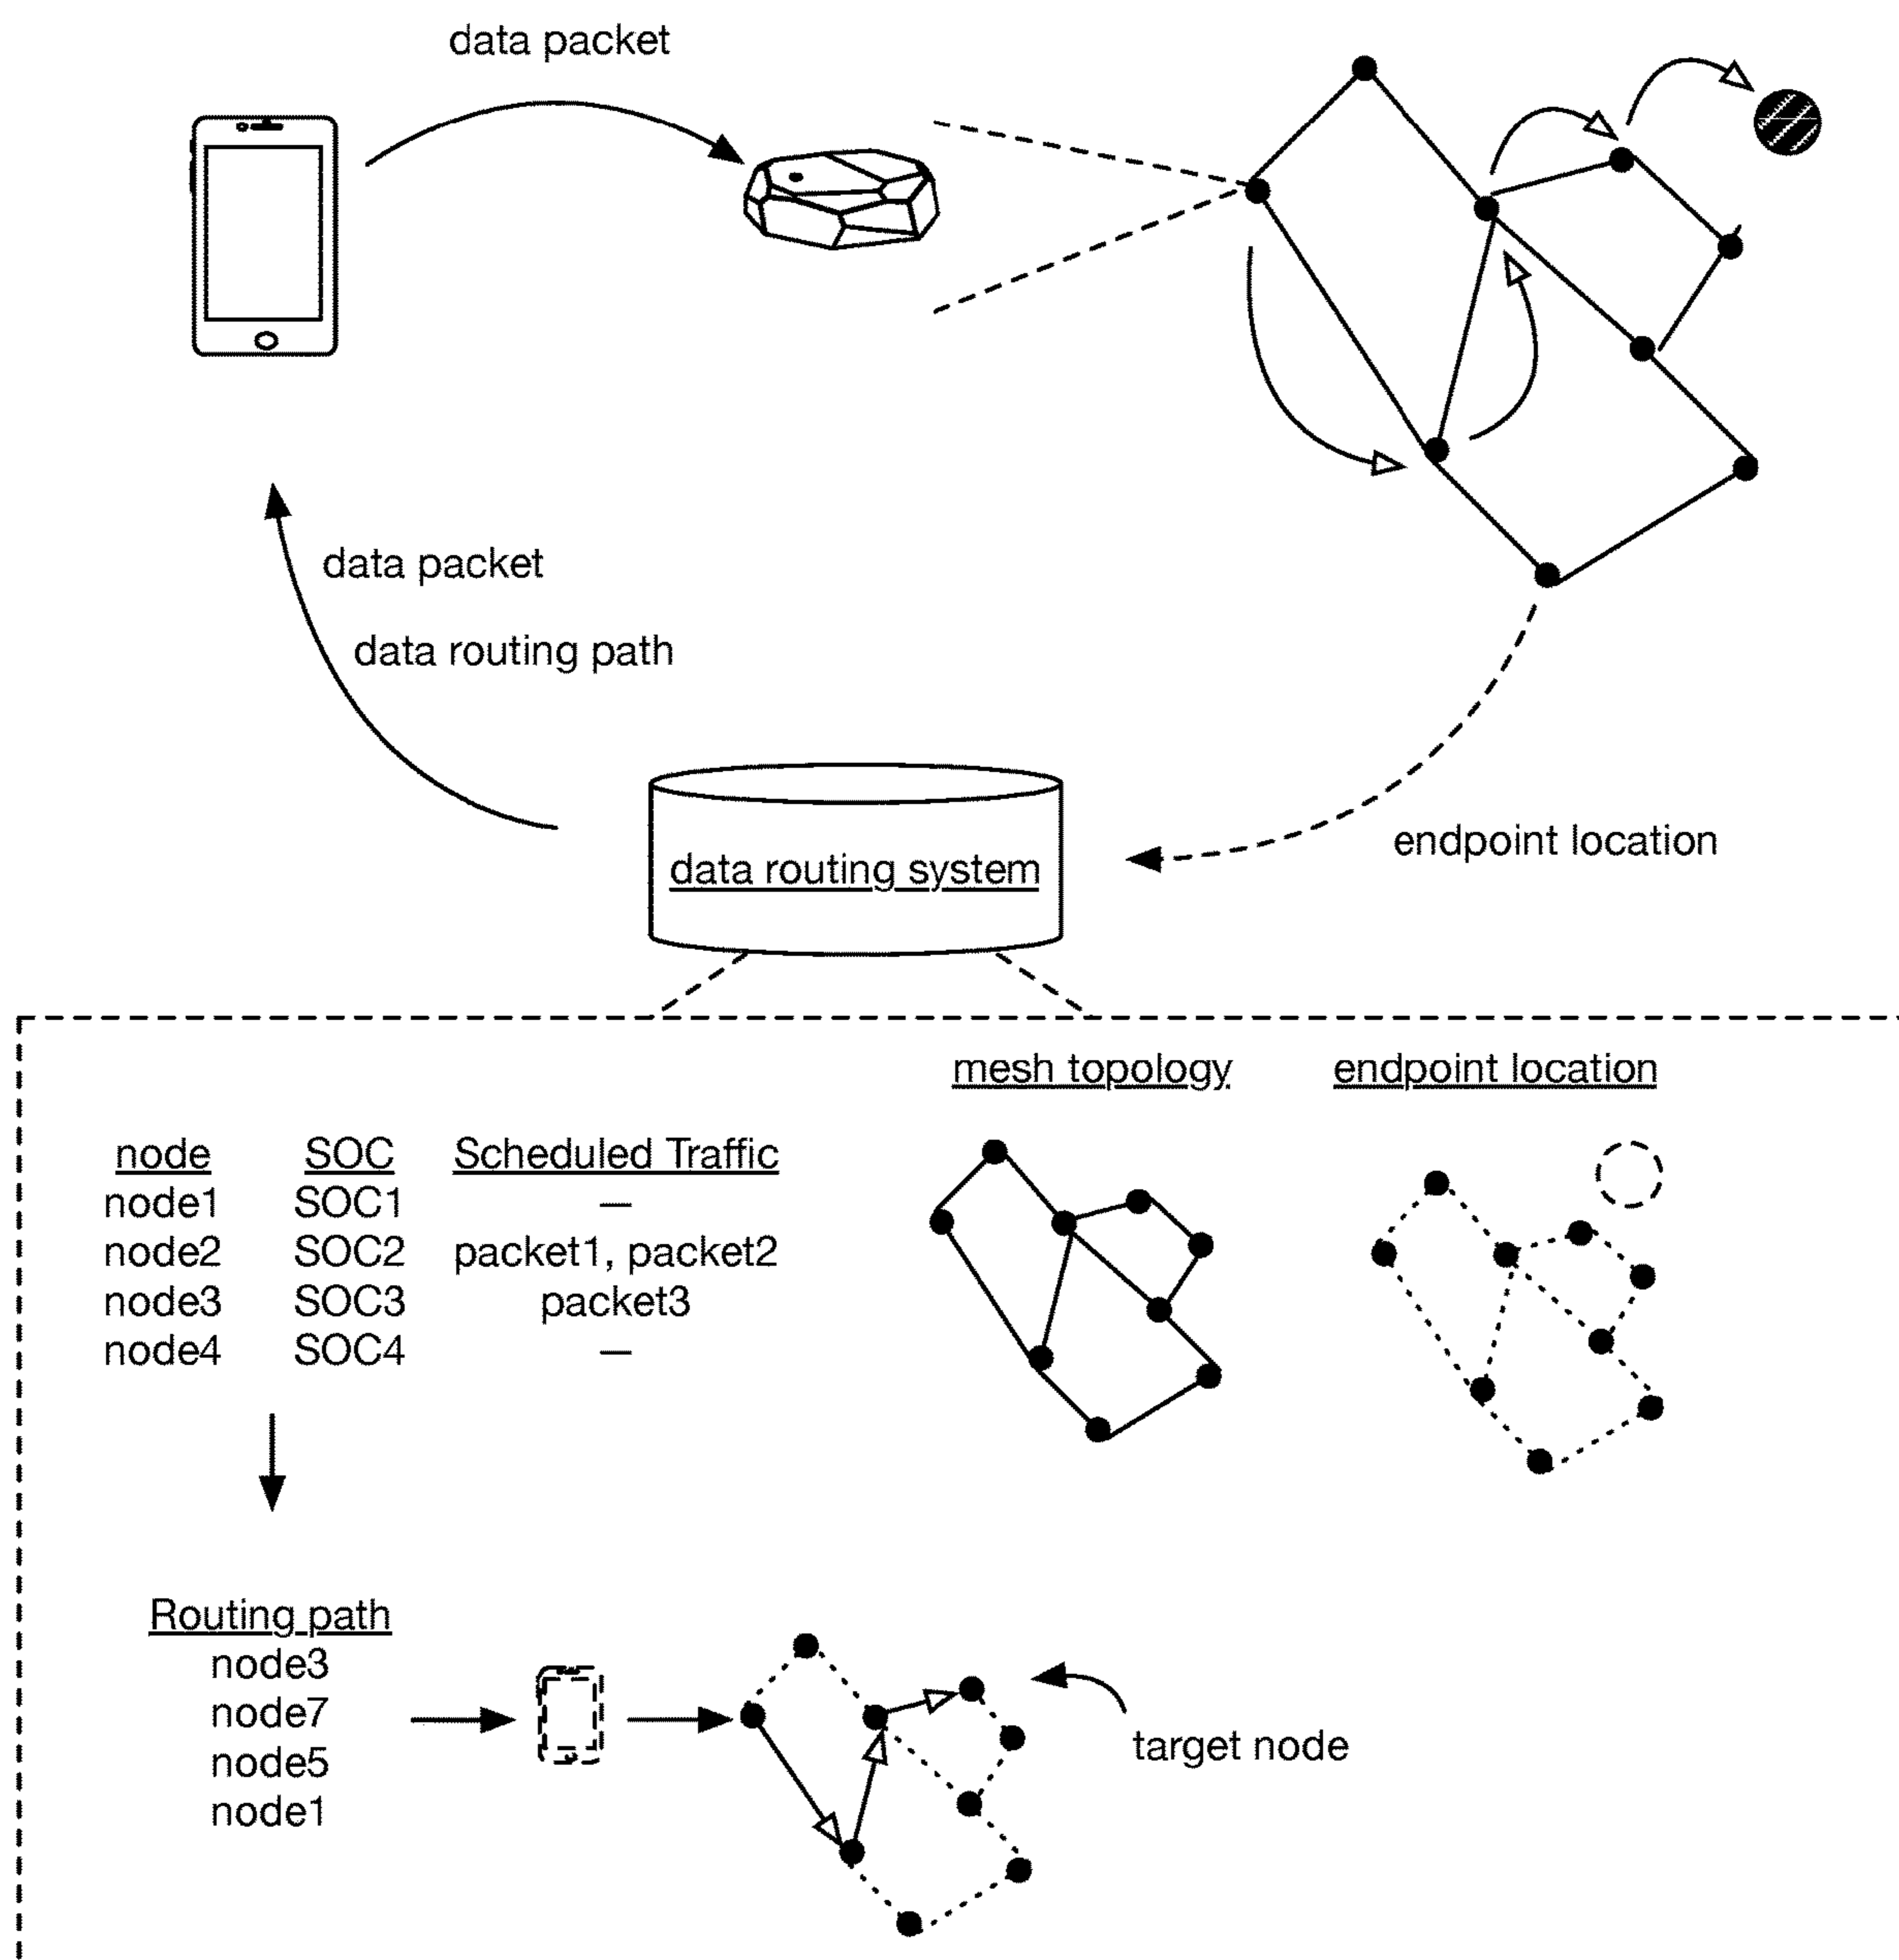 data packet
data packet
data routing path
data routing system
endpoint location
mesh topology
endpoint location
node SOC Scheduled Traffic
node1 SOC1 —
node2 SOC2 packet1, packet2
node3 SOC3 packet3
node4 SOC4 —
Routing path
node3
node7
node5
node1
target node